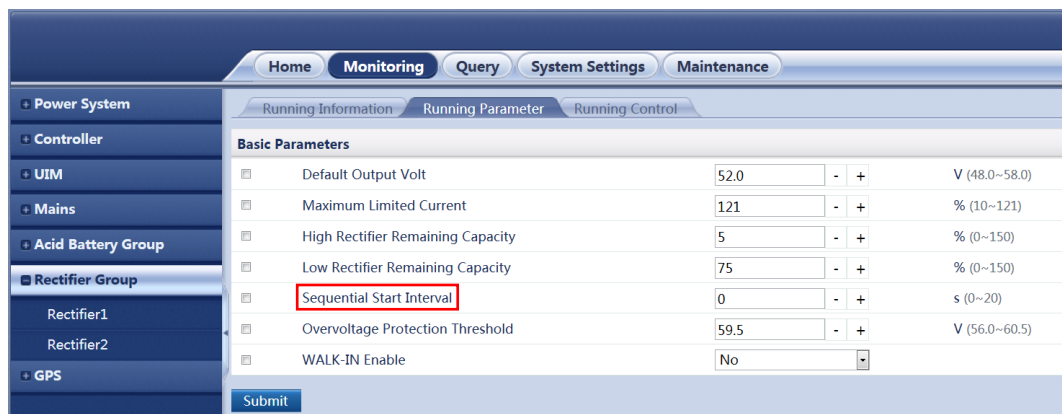 Home Monitoring Query System Settings Maintenance
Power System
Controller
UIM
Mains
Acid Battery Group
Rectifier Group
Rectifier1
Rectifier2
GPS
Running Information Running Parameter Running Control
Basic Parameters
Default Output Volt 52.0 - + V (48.0~58.0)
Maximum Limited Current 121 - + % (10~121)
High Rectifier Remaining Capacity 5 - + % (0~150)
Low Rectifier Remaining Capacity 75 - + % (0~150)
Sequential Start Interval 0 - + s (0~20)
Overvoltage Protection Threshold 59.5 - + V (56.0~60.5)
WALK-IN Enable No
Submit